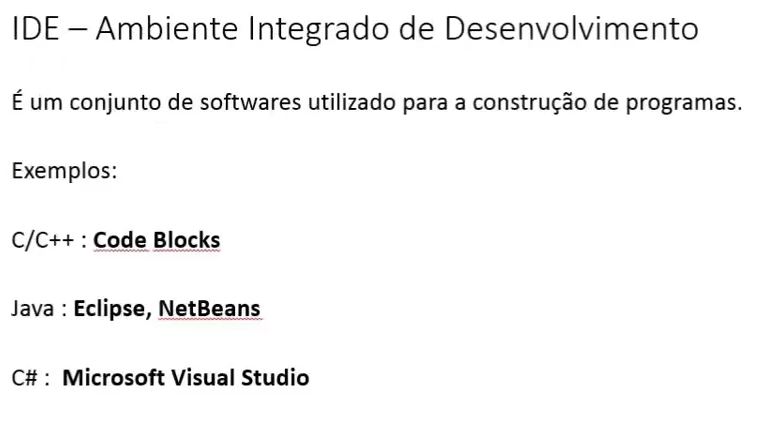 IDE – Ambiente Integrado de Desenvolvimento
É um conjunto de softwares utilizado para a construção de programas.
Exemplos:
C/C++ : Code Blocks
Java : Eclipse, NetBeans
C# :  Microsoft Visual Studio